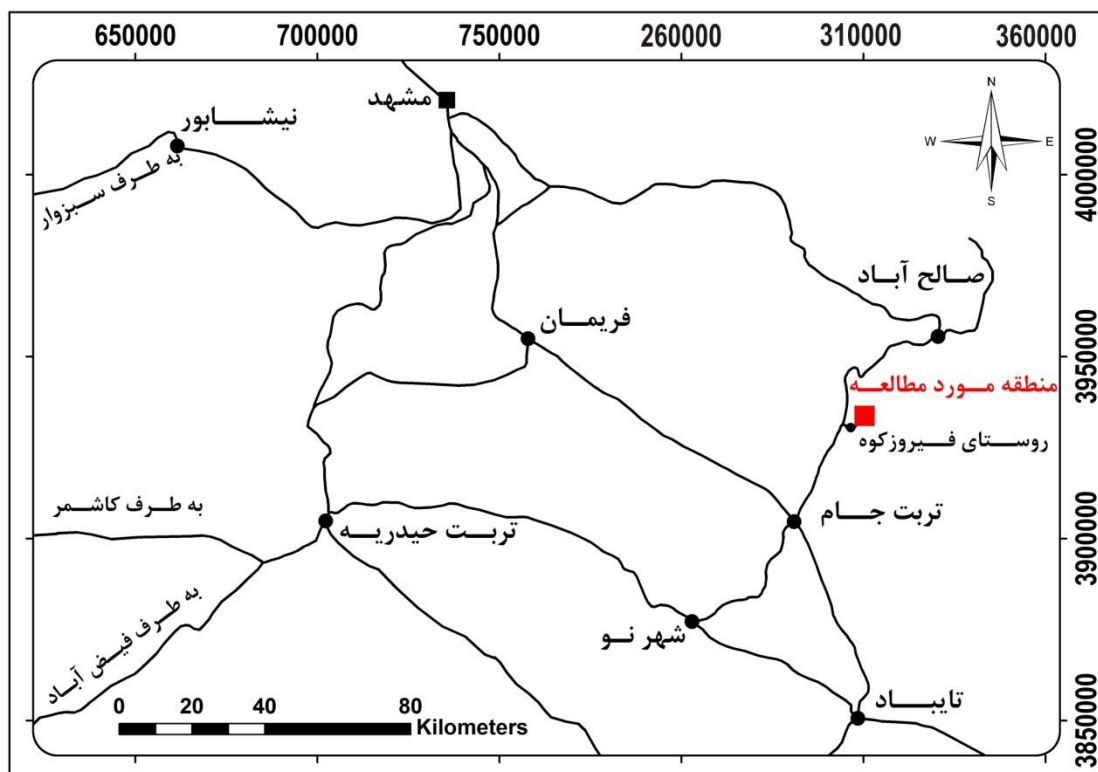 650000 700000 750000 260000 310000 360000
مشهد
نیشابور
به طرف سبزوار
N
W E
S
4000000
صالح آباد
فریمان
3950000
منطقه مورد مطالعه
روستای فیروزکوه
به طرف کاشمر
تربت حیدریه
تربت جام
3900000
به طرف فیض آباد
شهر نو
تایباد
0 20 40 80
Kilometers
3850000